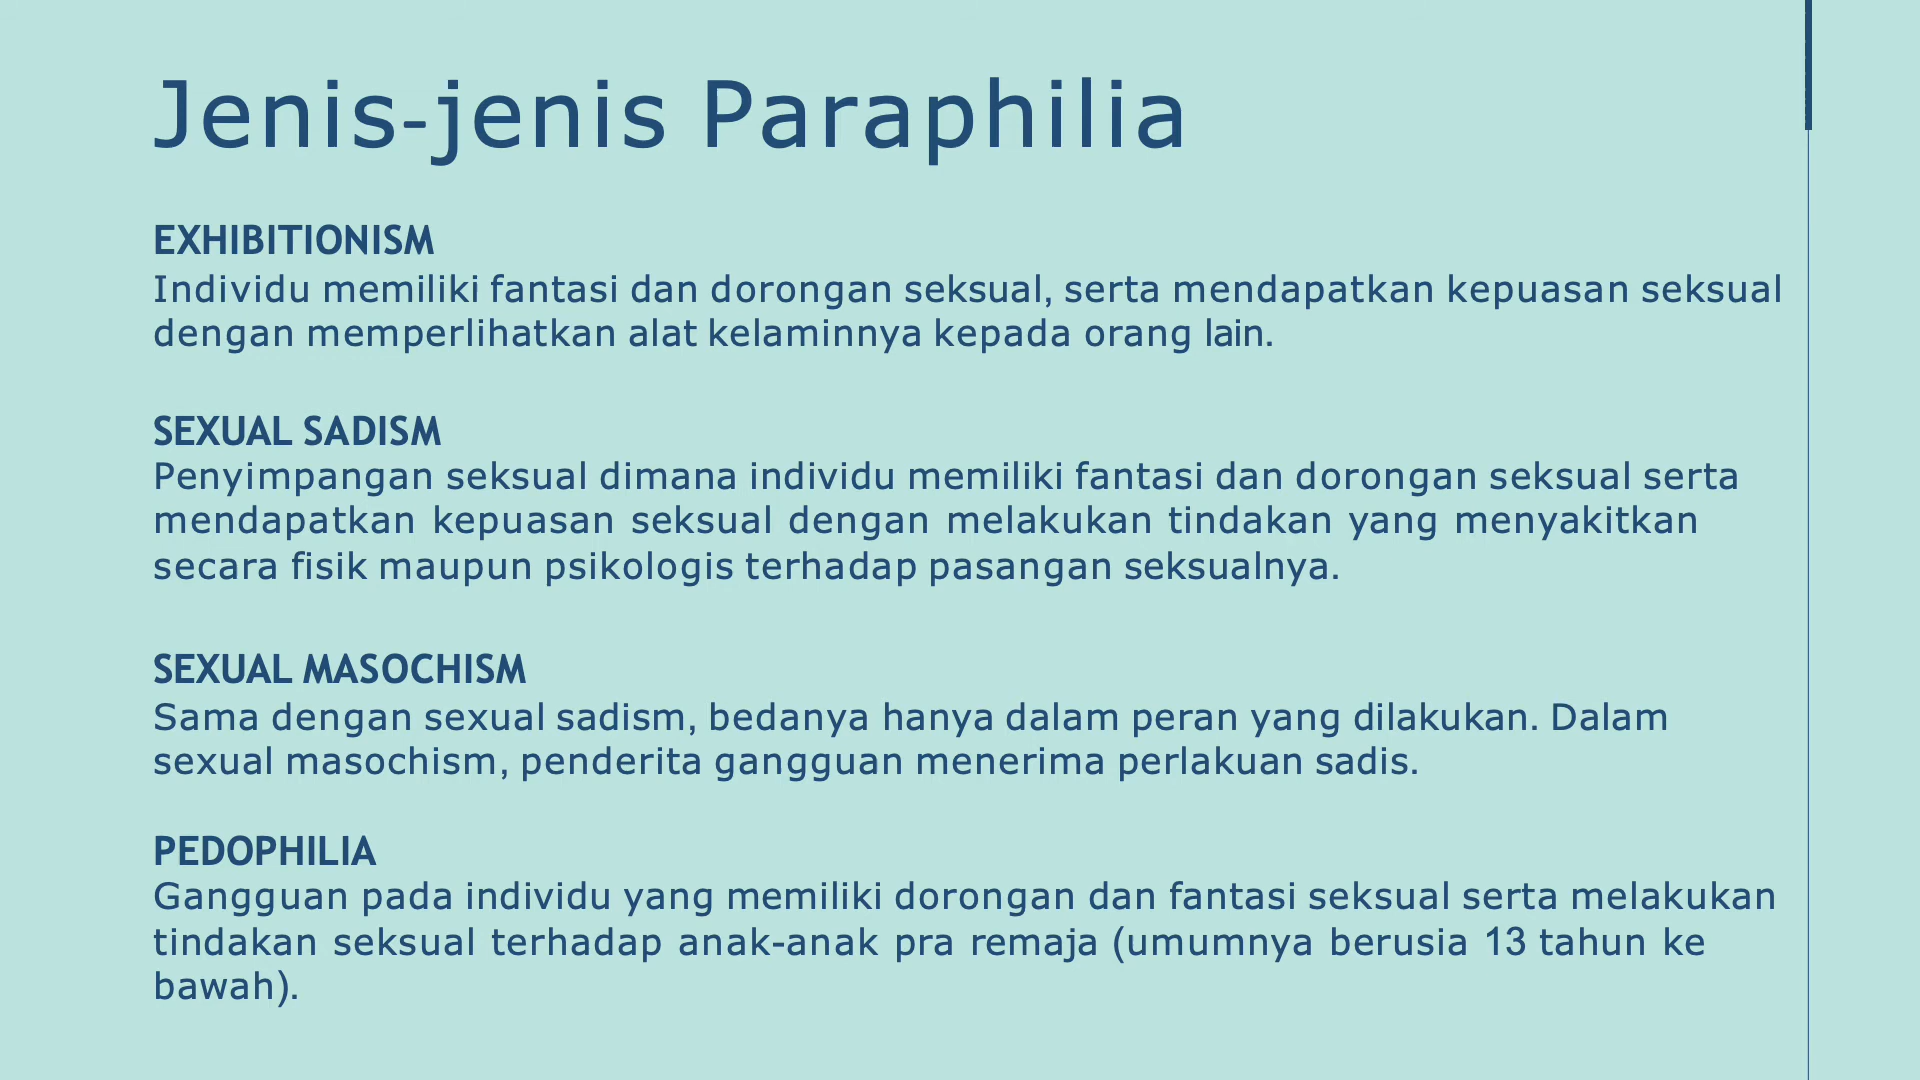 Jenis-jenis Paraphilia
EXHIBITIONISM
Individu memiliki fantasi dan dorongan seksual, serta mendapatkan kepuasan seksual
dengan memperlihatkan alat kelaminnya kepada orang lain.
SEXUAL SADISM
Penyimpangan seksual dimana individu memiliki fantasi dan dorongan seksual serta
mendapatkan kepuasan seksual dengan melakukan tindakan yang menyakitkan
secara fisik maupun psikologis terhadap pasangan seksualnya.
SEXUAL MASOCHISM
Sama dengan sexual sadism, bedanya hanya dalam peran yang dilakukan. Dalam
sexual masochism, penderita gangguan menerima perlakuan sadis.
PEDOPHILIA
Gangguan pada individu yang memiliki dorongan dan fantasi seksual serta melakukan
tindakan seksual terhadap anak-anak pra remaja (umumnya berusia 13 tahun ke
bawah).